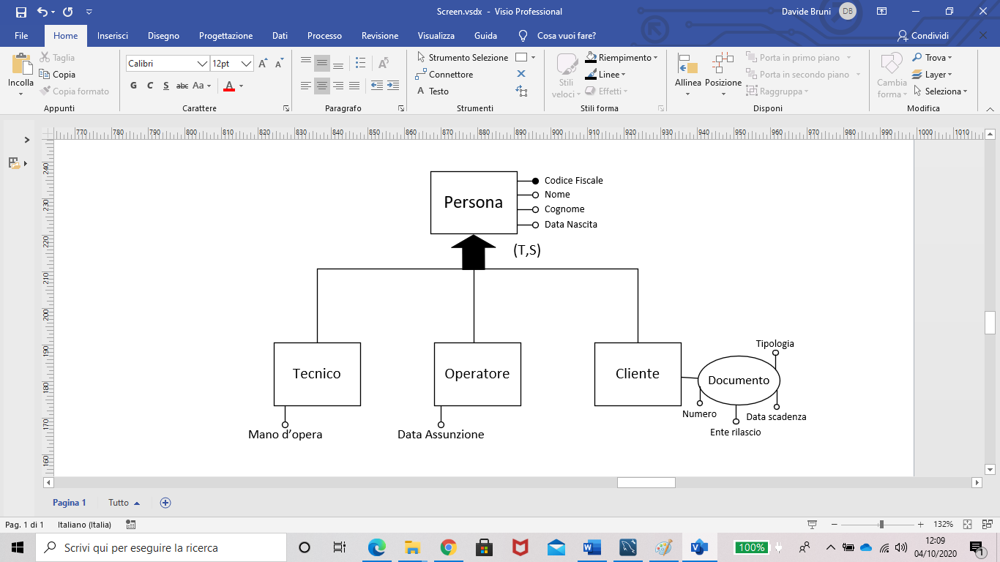 Screen.vsdx - Visio Professional
Davide Bruni DB
File Home Inserisci Disegno Progettazione Dati Processo Revisione Visualizza Guida Cosa vuoi fare? Condividi
Incolla
Taglia
Copia
Copia formato
Appunti
Calibri 12pt A A
G C S abc Aa A
Carattere
A
Paragrafo
Strumento Selezione
Connettore
A Testo
Strumenti
Stili veloci
Riempimento
Linee
Effetti
Stili forma
Allinea Posizione
Porta in primo piano
Porta in secondo piano
Raggruppa
Disponi
Cambia forma
Trova
Layer
Seleziona
Modifica
770 780 790 800 810 820 830 840 850 860 870 880 890 900 910 920 930 940 950 960 970 980 990 1000 1010
240
230
220
210
200
190
180
170
160
Persona
Codice Fiscale
Nome
Cognome
Data Nascita
(T,S)
Tecnico
Mano d'opera
Operatore
Data Assunzione
Cliente
Documento
Tipologia
Numero
Data scadenza
Ente rilascio
Pagina 1 Tutto
Pag. 1 di 1 Italiano (Italia) 132%
Scrivi qui per eseguire la ricerca
100%
12:09
04/10/2020
1